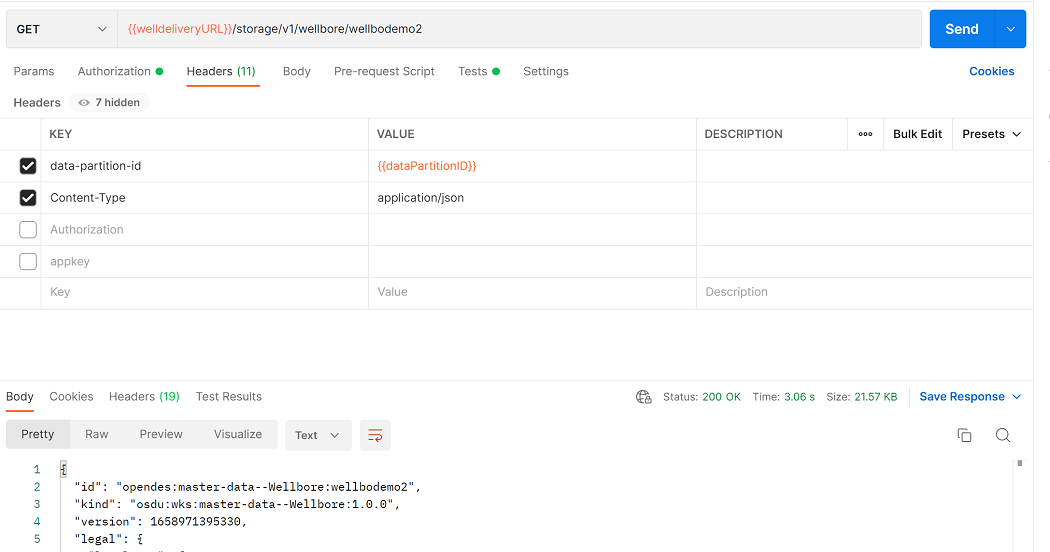 GET {{welldeliveryURL}}/storage/v1/wellbore/wellbodemo2 Send
Params Authorization Headers (11) Body Pre-request Script Tests Settings Cookies
Headers 7 hidden
KEY VALUE DESCRIPTION ooo Bulk Edit Presets
data-partition-id {{dataPartitionID}}
Content-Type application/json
Authorization
appkey
Key Value Description
Body Cookies Headers (19) Test Results Status: 200 OK Time: 3.06 s Size: 21.57 KB Save Response
Pretty Raw Preview Visualize Text
1 {
2 "id": "opendes:master-data--Wellbore:wellbodemo2",
3 "kind": "osdu:wks:master-data--Wellbore:1.0.0",
4 "version": 1658971395330,
5 "legal": {